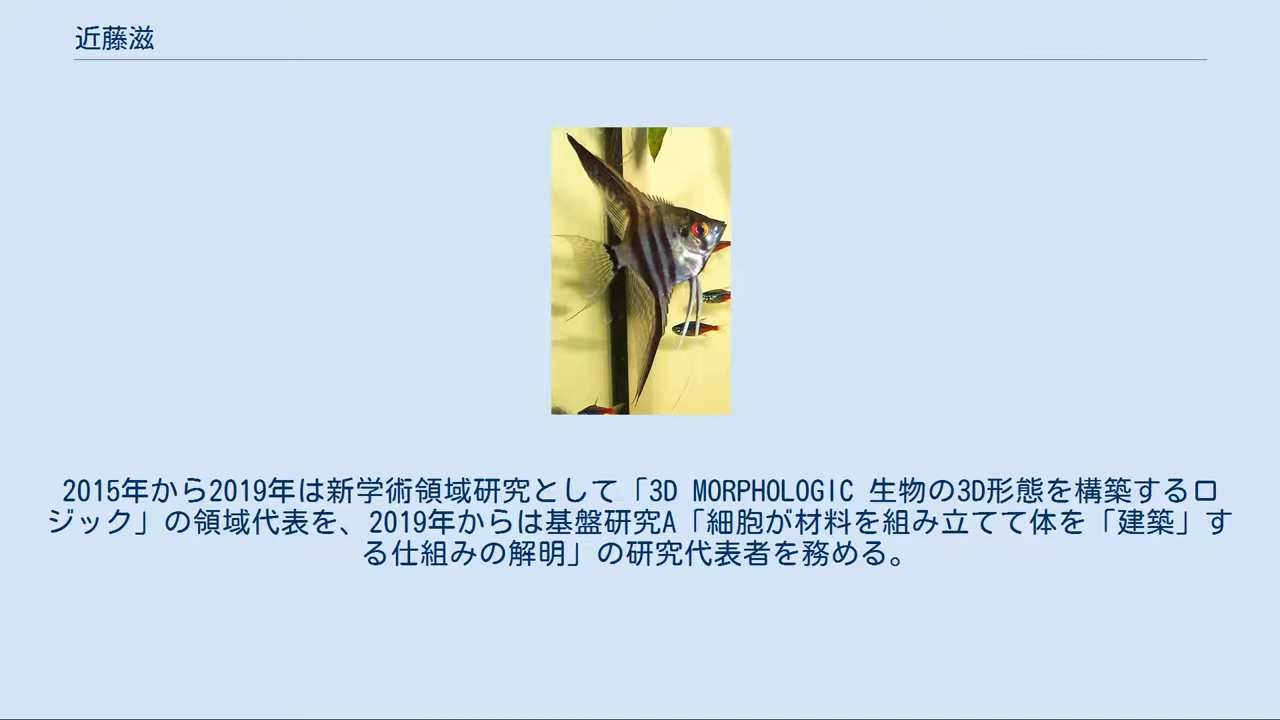 近藤滋
2015年から2019年は新学術領域研究として「3D MORPHOLOGIC 生物の3D形態を構築するロ
ジック」の領域代表を、2019年からは基盤研究A「細胞が材料を組み立てて体を「建築」す
る仕組みの解明」の研究代表者を務める。